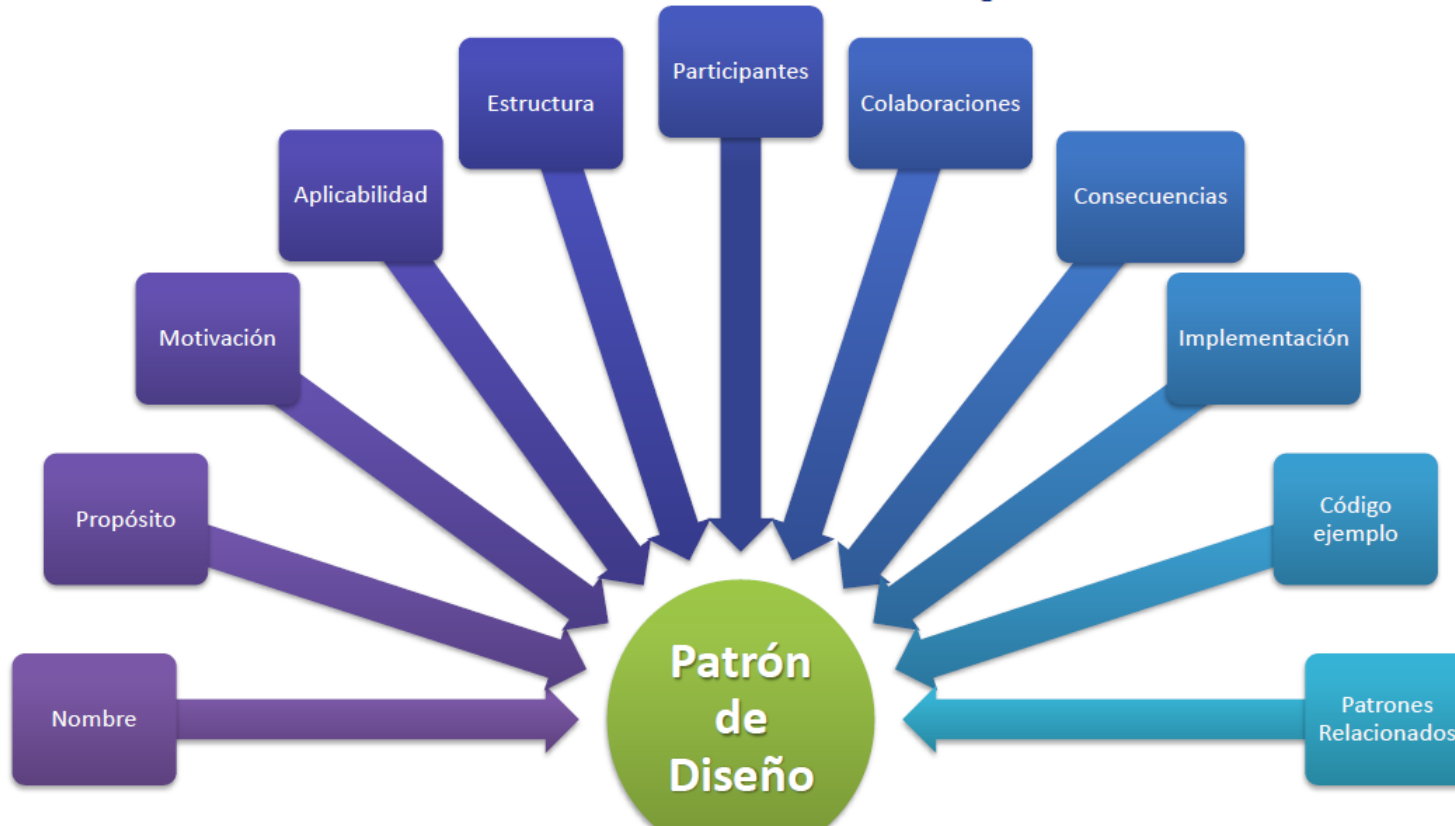 Nombre
Propósito
Motivación
Aplicabilidad
Estructura
Participantes
Colaboraciones
Consecuencias
Implementación
Código
ejemplo
Patrones
Relacionados
Patrón
de
Diseño